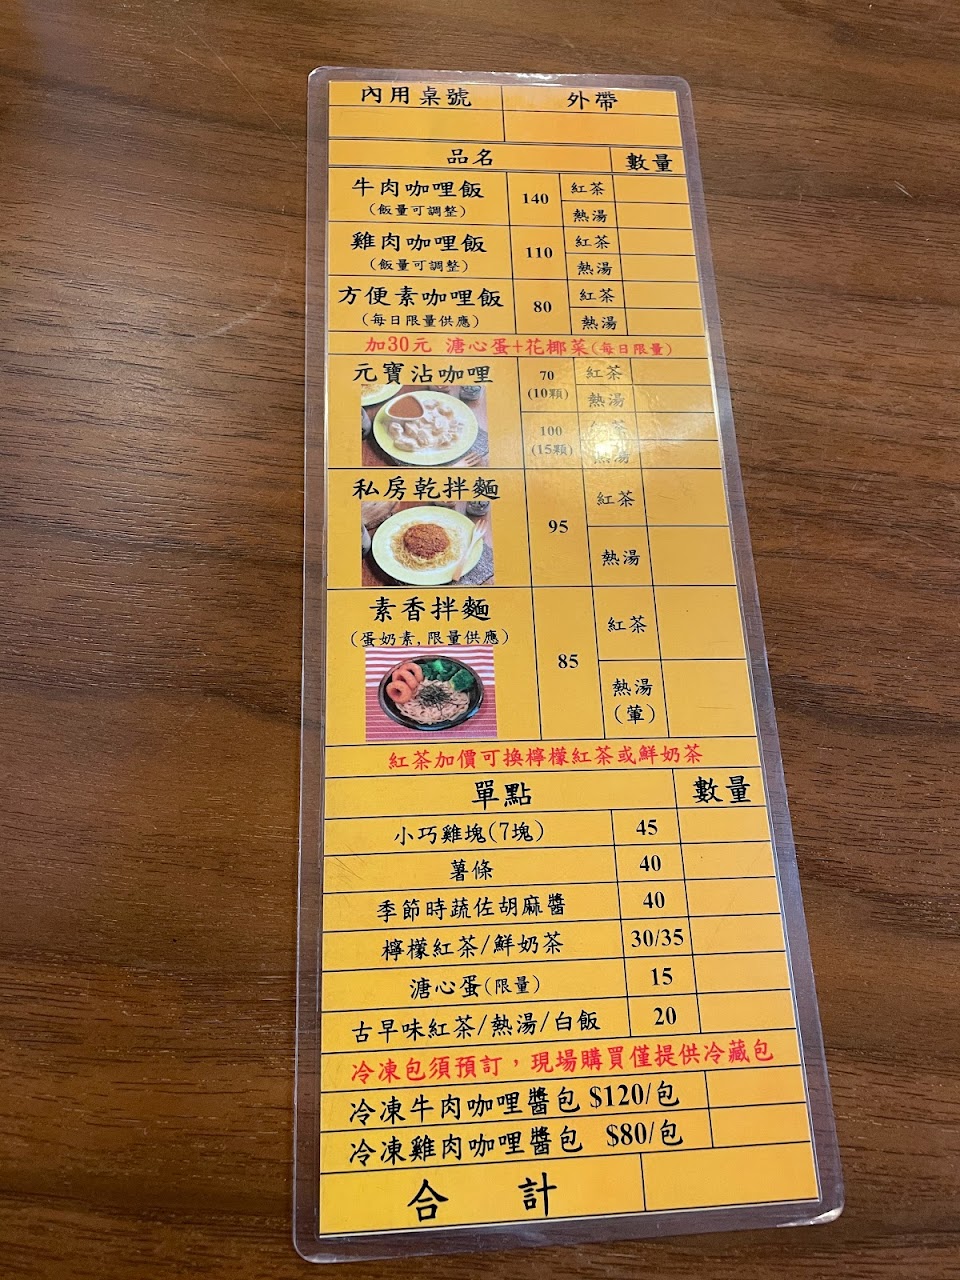 內用桌號 外帶
品名 數量
牛肉咖哩飯 140 紅茶
(飯量可調整) 熱湯
雞肉咖哩飯 110 紅茶
(飯量可調整) 熱湯
方便素咖哩飯 80 紅茶
(每日限量供應) 熱湯
加30元 溏心蛋+花椰菜(每日限量)
元寶沾咖哩 70 紅茶
(10顆) 熱湯
100 紅茶
(15顆) 熱湯
私房乾拌麵 95 紅茶
熱湯
素香拌麵 85 紅茶
(蛋奶素,限量供應)
熱湯
(葷)
紅茶加價可換檸檬紅茶或鮮奶茶
單點 數量
小巧雞塊(7塊) 45
薯條 40
季節時蔬佐胡麻醬 40
檸檬紅茶/鮮奶茶 30/35
溏心蛋(限量) 15
古早味紅茶/熱湯/白飯 20
冷凍包須預訂，現場購買僅提供冷藏包
冷凍牛肉咖哩醬包 $120/包
冷凍雞肉咖哩醬包 $80/包
合 計